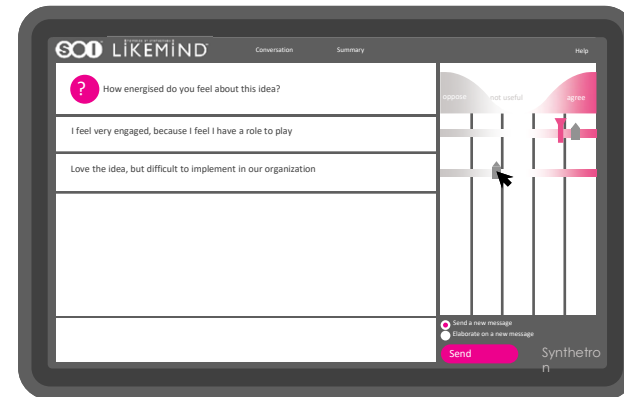 SCI LiKEMiND
Conversation
Summary
Help
? How energised do you feel about this idea?
oppose
not useful
agree
I feel very engaged, because I feel I have a role to play
Love the idea, but difficult to implement in our organization
Send a new message
Elaborate on a new message
Send
Synthetro
n